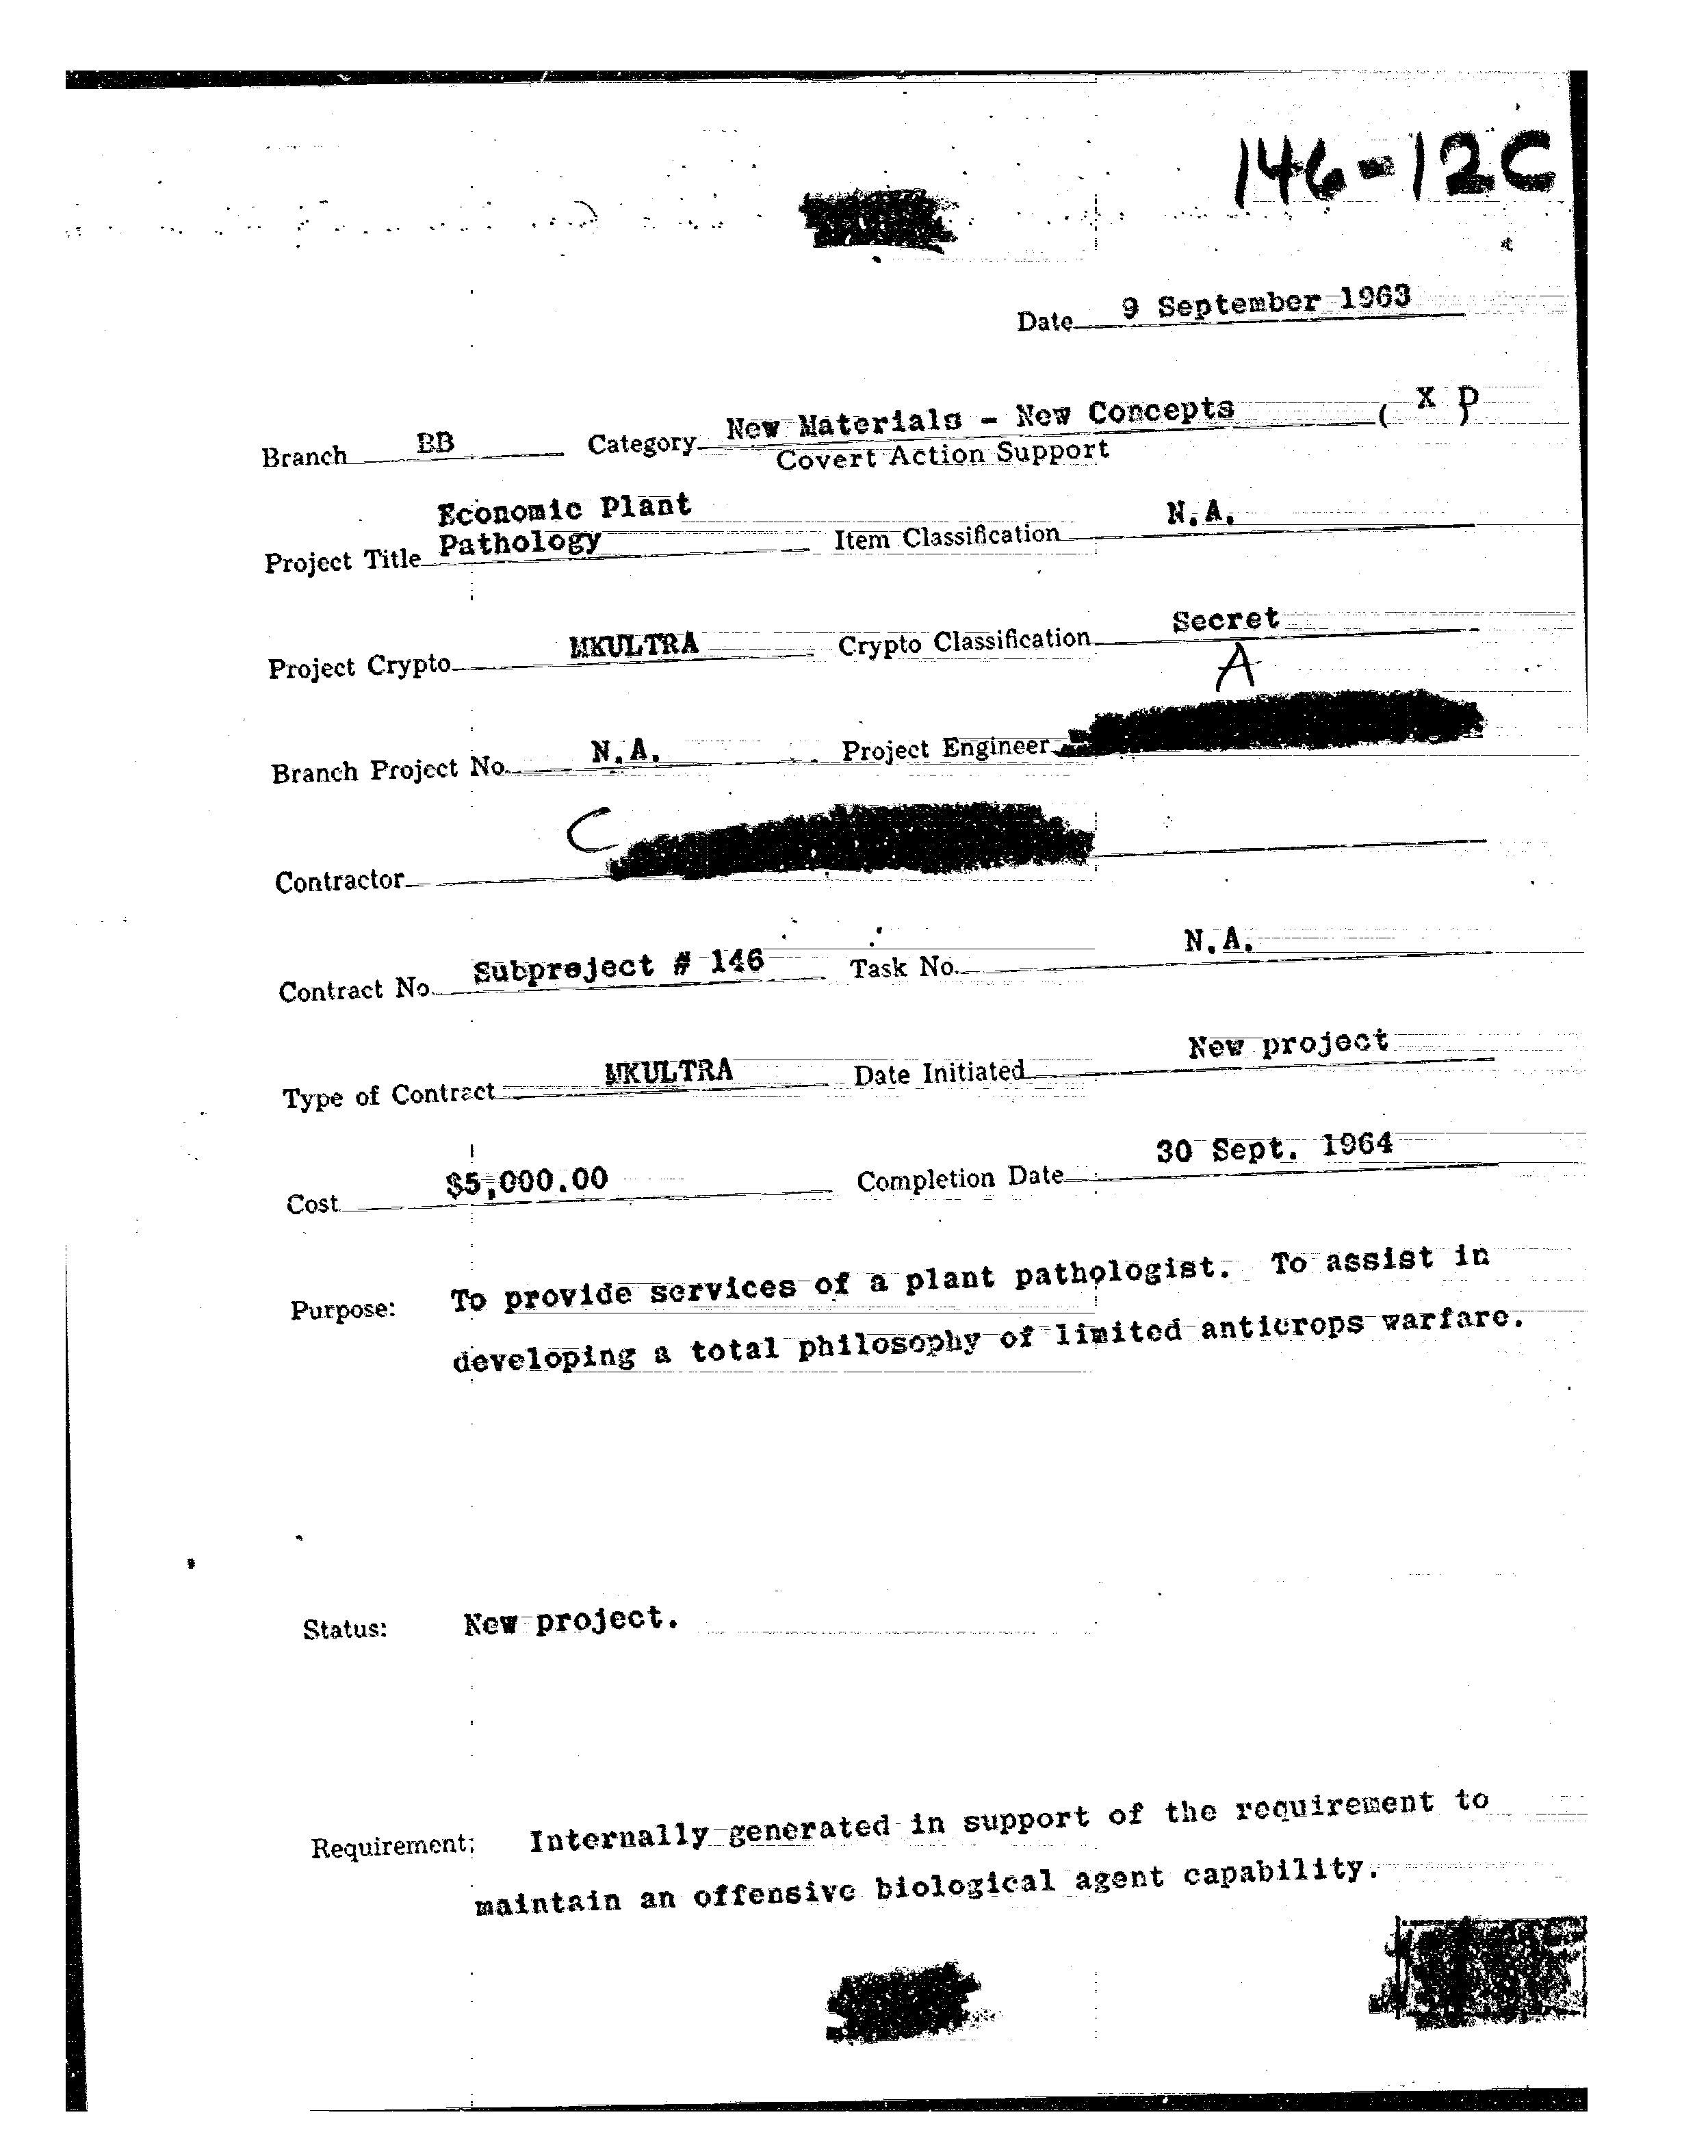 146-12C
Date 9 September 1963
Branch BB Category New Materials - New Concepts ( X )
Covert Action Support
Economic Plant
Project Title Pathology Item Classification N.A.
Project Crypto MKULTRA Crypto Classification Secret
A
Branch Project No. N.A. Project Engineer
C
Contractor
Contract No. Subproject # 146 Task No. N.A.
Type of Contract MKULTRA Date Initiated New project
Cost $5,000.00 Completion Date 30 Sept. 1964
Purpose: To provide services of a plant pathologist. To assist in
developing a total philosophy of limited anticrops warfare.
Status: New project.
Requirement: Internally generated in support of the requirement to
maintain an offensive biological agent capability.